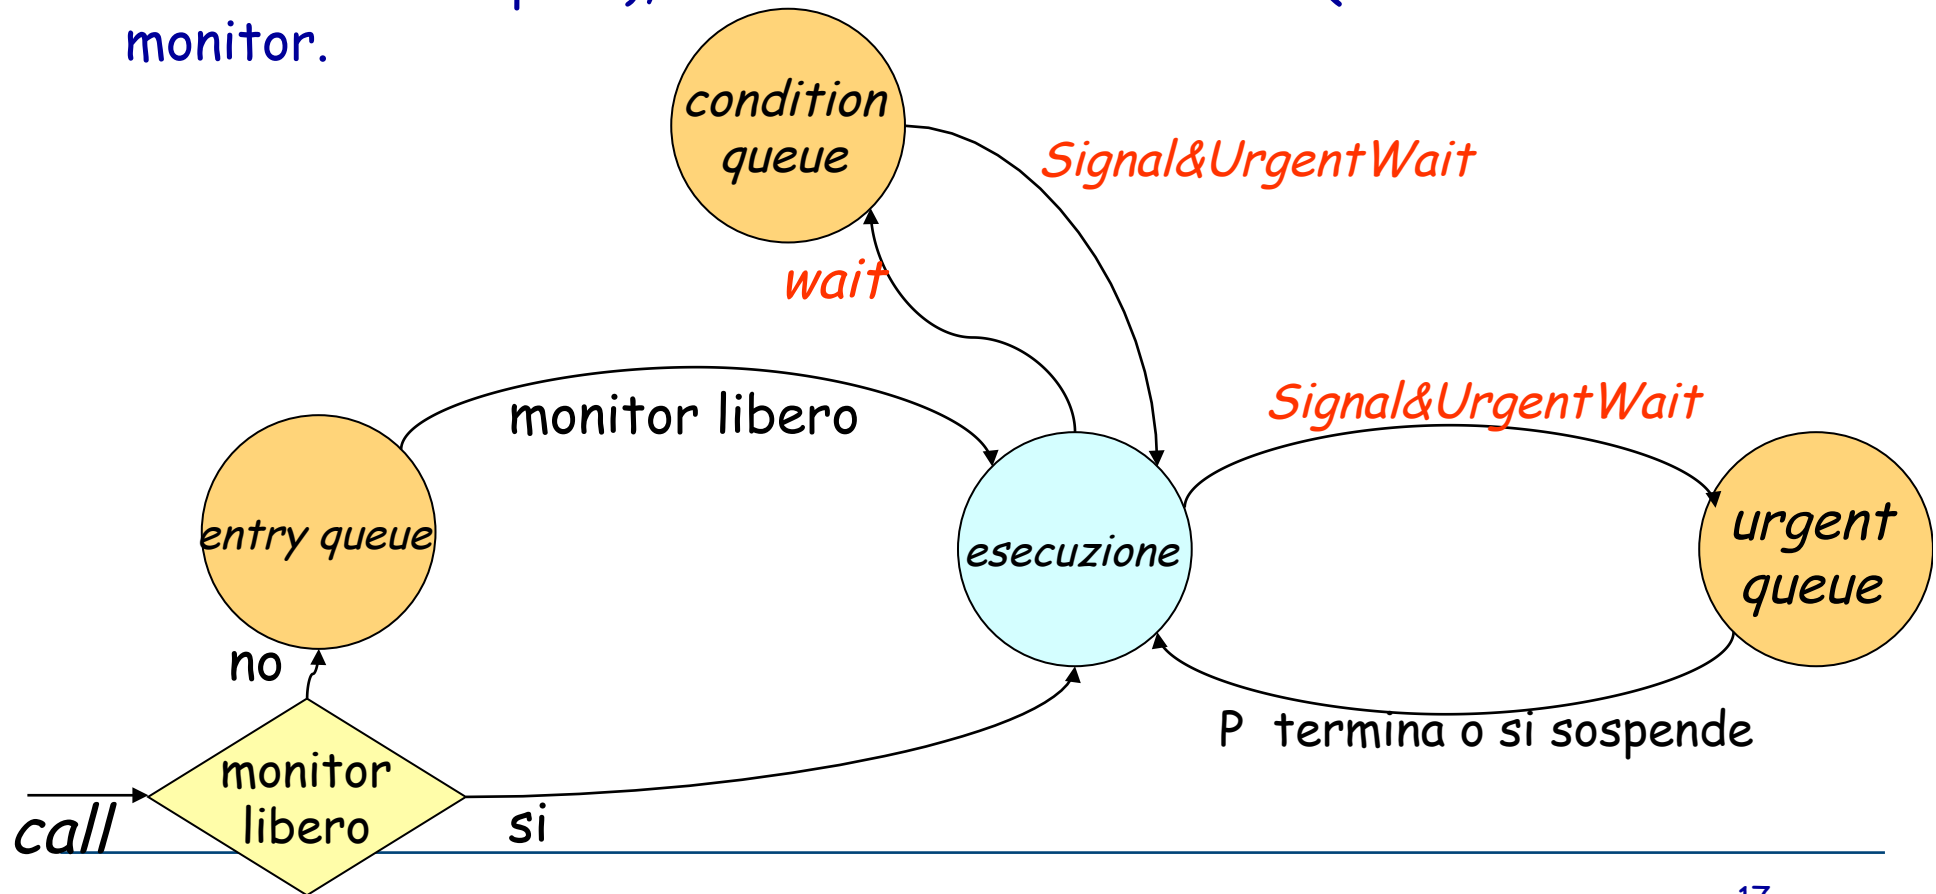 monitor.
condition
queue
Signal&UrgentWait
wait
monitor libero
Signal&UrgentWait
entry queue
esecuzione
urgent
queue
no
P termina o si sospende
monitor
libero
call
si